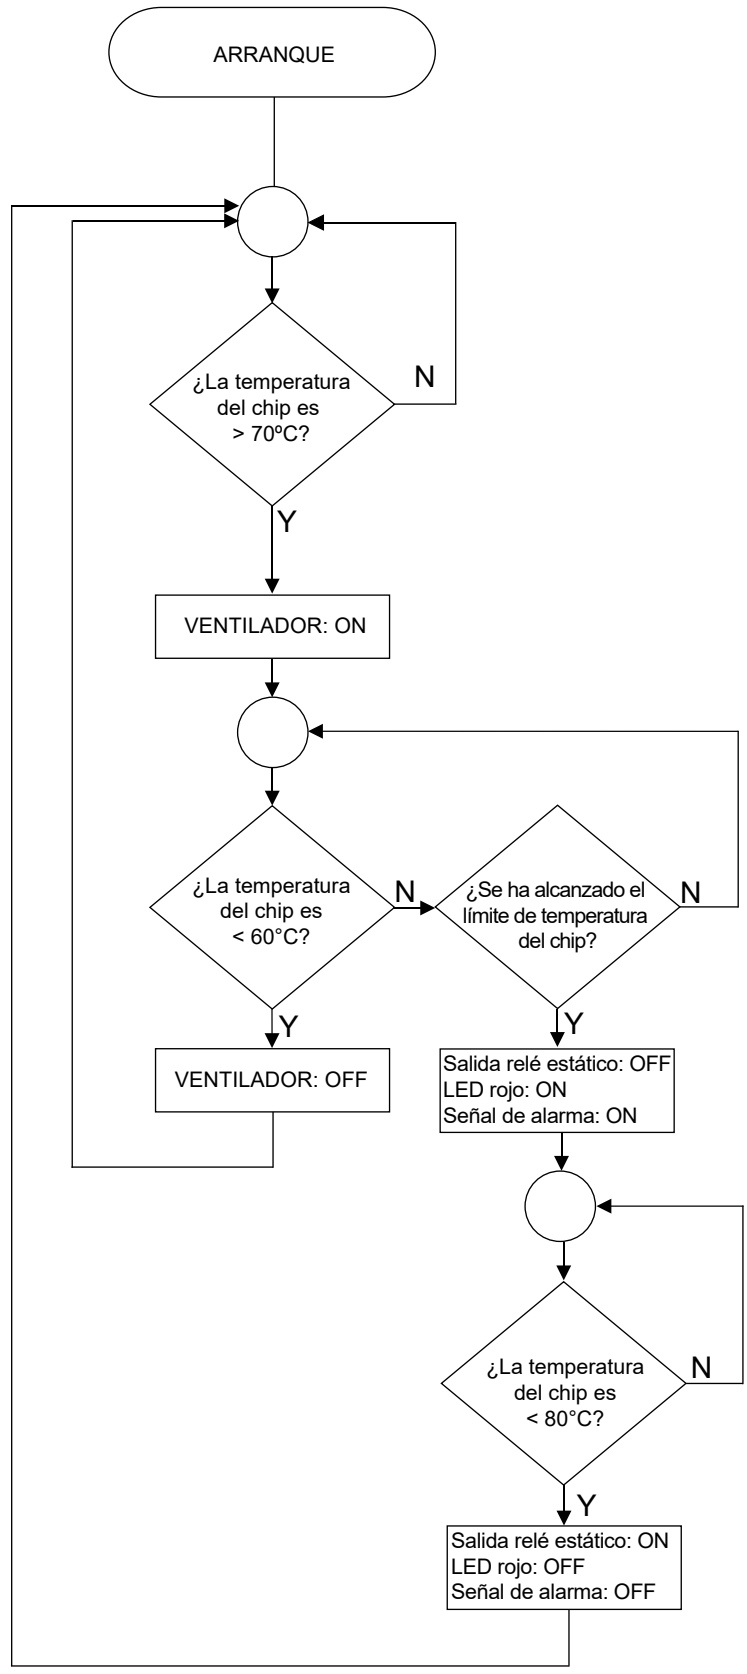 ARRANQUE
¿La temperatura
del chip es
> 70ºC?
N
Y
VENTILADOR: ON
¿La temperatura
del chip es
< 60°C?
N
¿Se ha alcanzado el
límite de temperatura
del chip?
N
Y
VENTILADOR: OFF
Y
Salida relé estático: OFF
LED rojo: ON
Señal de alarma: ON
¿La temperatura
del chip es
< 80°C?
N
Y
Salida relé estático: ON
LED rojo: OFF
Señal de alarma: OFF